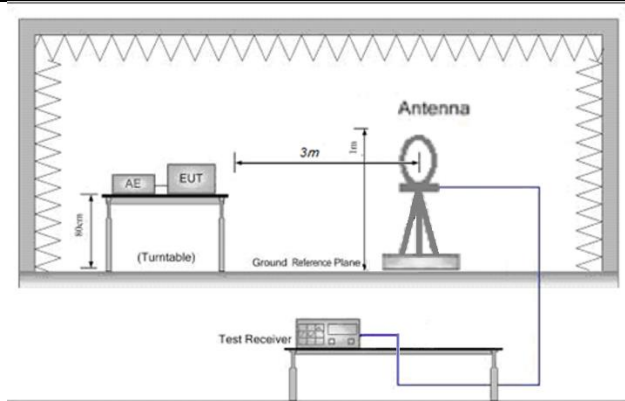 Antenna
1m
3m
AE
EUT
80cm
(Turntable)
Ground Reference Plane
Test Receiver